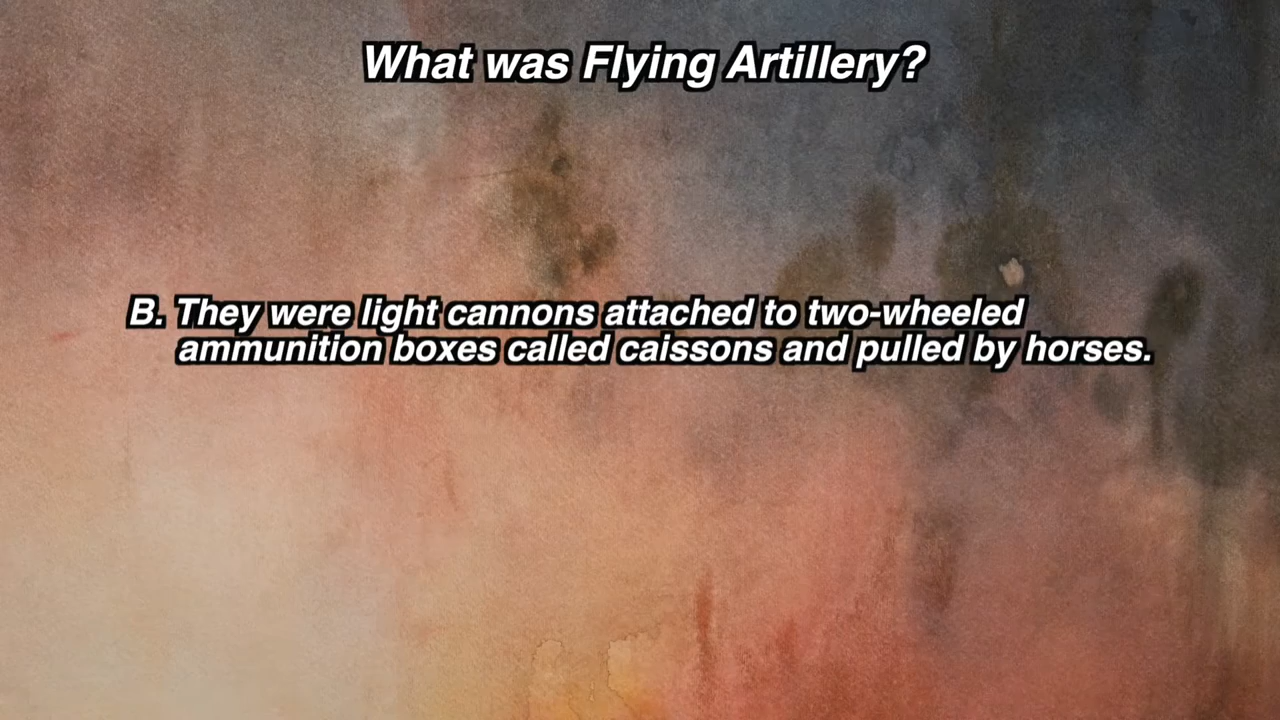 What was Flying Artillery?
B. They were light cannons attached to two-wheeled
ammunition boxes called caissons and pulled by horses.